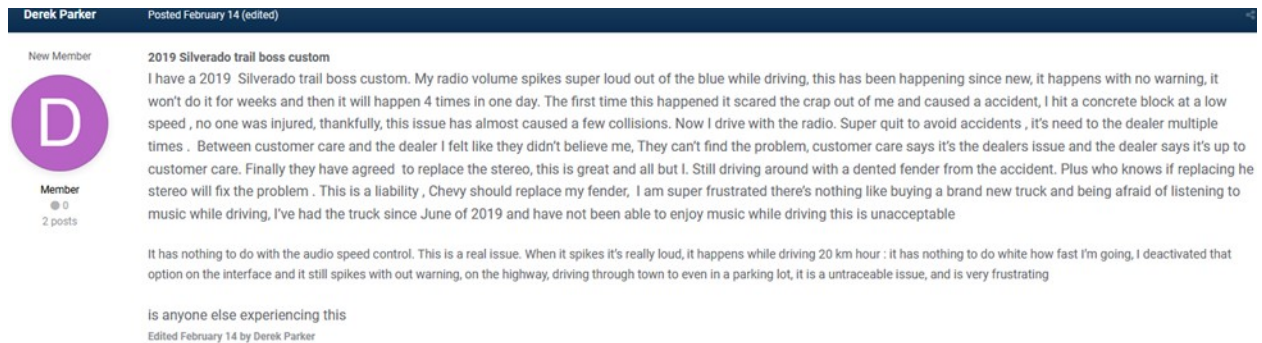 Derek Parker
Posted February 14 (edited)
New Member
D
Member
0
2 posts
2019 Silverado trail boss custom
I have a 2019 Silverado trail boss custom. My radio volume spikes super loud out of the blue while driving, this has been happening since new, it happens with no warning, it
won't do it for weeks and then it will happen 4 times in one day. The first time this happened it scared the crap out of me and caused a accident, I hit a concrete block at a low
speed , no one was injured, thankfully, this issue has almost caused a few collisions. Now I drive with the radio. Super quit to avoid accidents , it's need to the dealer multiple
times . Between customer care and the dealer I felt like they didn't believe me, They can't find the problem, customer care says it's the dealers issue and the dealer says it's up to
customer care. Finally they have agreed to replace the stereo, this is great and all but I. Still driving around with a dented fender from the accident. Plus who knows if replacing he
stereo will fix the problem . This is a liability , Chevy should replace my fender, I am super frustrated there's nothing like buying a brand new truck and being afraid of listening to
music while driving, I've had the truck since June of 2019 and have not been able to enjoy music while driving this is unacceptable
It has nothing to do with the audio speed control. This is a real issue. When it spikes it's really loud, it happens while driving 20 km hour : it has nothing to do white how fast I'm going, I deactivated that
option on the interface and it still spikes with out warning, on the highway, driving through town to even in a parking lot, it is a untraceable issue, and is very frustrating
is anyone else experiencing this
Edited February 14 by Derek Parker